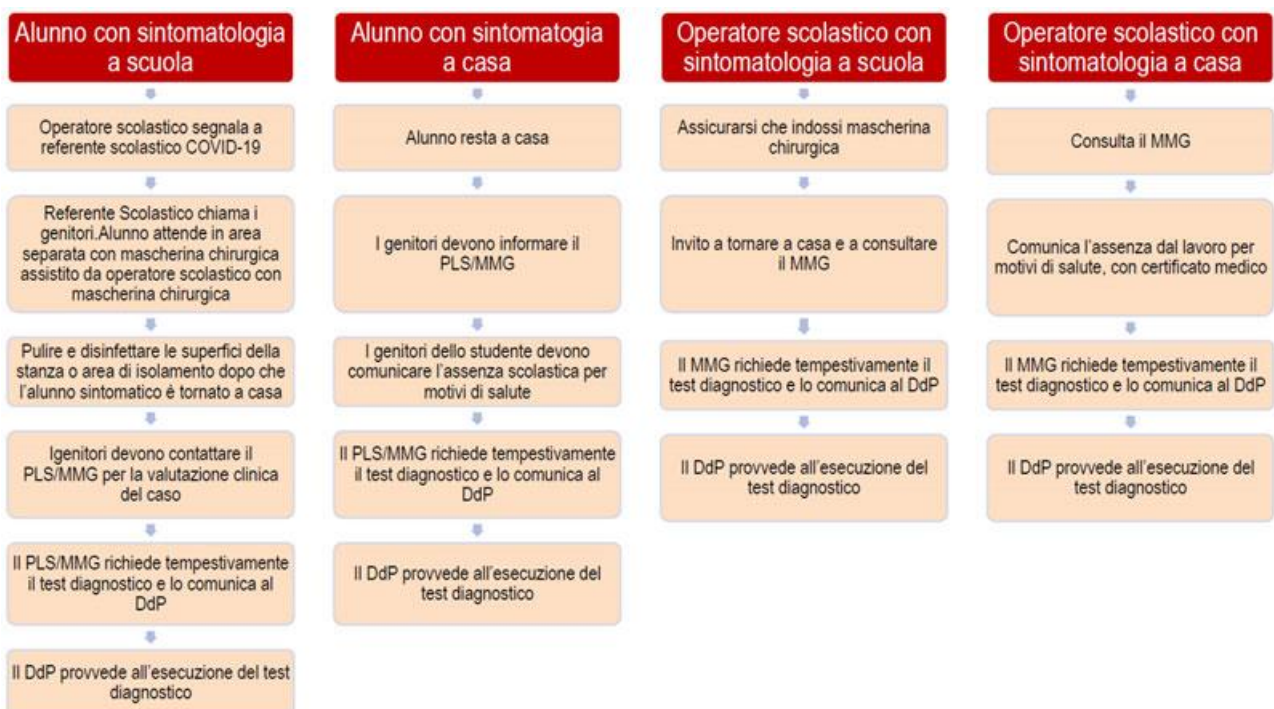 Alunno con sintomatologia
a scuola
Operatore scolastico segnala a
referente scolastico COVID-19
Referente Scolastico chiama i
genitori.Alunno attende in area
separata con mascherina chirurgica
assistito da operatore scolastico con
mascherina chirurgica
Pulire e disinfettare le superfici della
stanza o area di isolamento dopo che
l'alunno sintomatico è tornato a casa
Igenitori devono contattare il
PLS/MMG per la valutazione clinica
del caso
Il PLS/MMG richiede tempestivamente
il test diagnostico e lo comunica al
DdP
Il DdP provvede all'esecuzione del test
diagnostico
Alunno con sintomatogia
a casa
Alunno resta a casa
I genitori devono informare il
PLS/MMG
I genitori dello studente devono
comunicare l'assenza scolastica per
motivi di salute
Il PLS/MMG richiede tempestivamente
il test diagnostico e lo comunica al
DdP
Il DdP provvede all'esecuzione del
test diagnostico
Operatore scolastico con
sintomatologia a scuola
Assicurarsi che indossi mascherina
chirurgica
Invito a tornare a casa e a consultare
il MMG
Il MMG richiede tempestivamente il
test diagnostico e lo comunica al DdP
Il DdP provvede all'esecuzione del
test diagnostico
Operatore scolastico con
sintomatologia a casa
Consulta il MMG
Comunica l'assenza dal lavoro per
motivi di salute, con certificato medico
Il MMG richiede tempestivamente il
test diagnostico e lo comunica al DdP
Il DdP provvede all'esecuzione del
test diagnostico